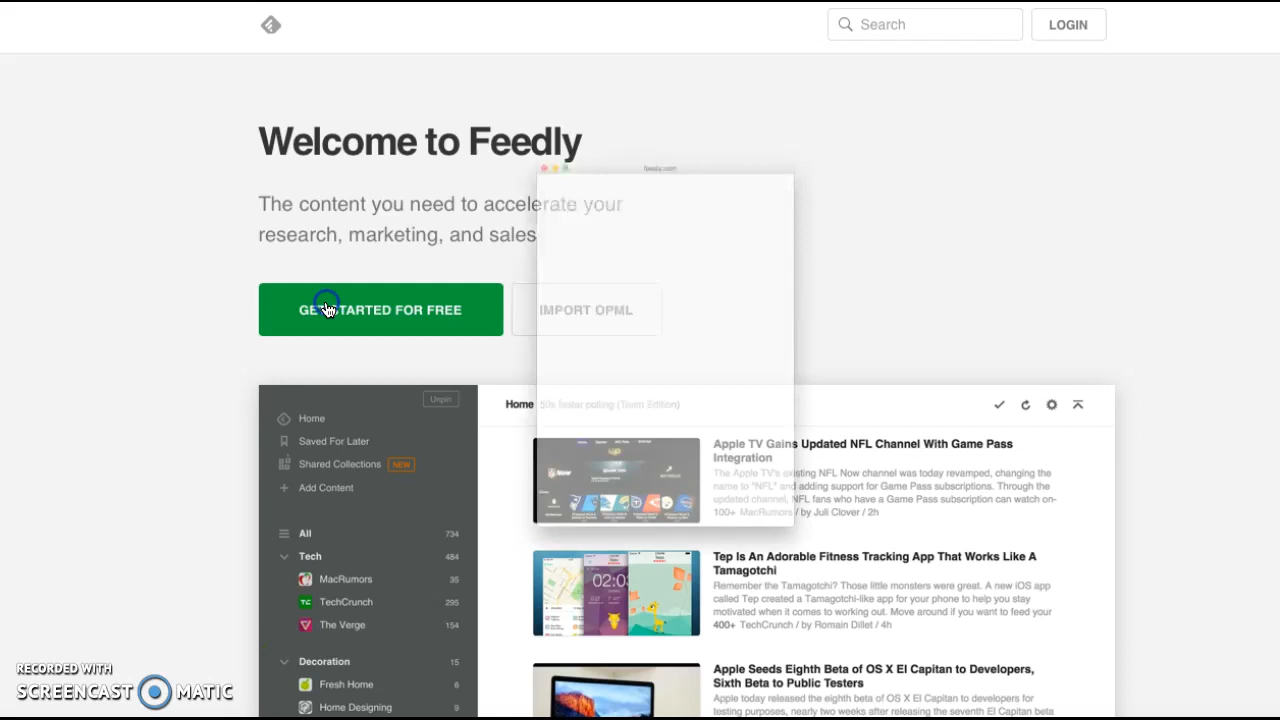 Search
LOGIN
Welcome to Feedly
feedly.com
The content you need to accelerate your
research, marketing, and sales
GET STARTED FOR FREE
IMPORT OPML
Unpin
Home
Saved For Later
Shared Collections NEW
Add Content
All 734
Tech 484
MacRumors 35
TechCrunch 295
The Verge 154
Decoration 15
Fresh Home 6
Home Designing 9
Home 50x faster polling (Team Edition)
Apple TV Gains Updated NFL Channel With Game Pass
Integration
The Apple TV's existing NFL Now channel was today revamped, changing the
name to "NFL" and adding support for Game Pass subscriptions. Through the
updated channel, NFL fans who have a Game Pass subscription can watch on-
100+ MacRumors / by Juli Clover / 2h
Tep Is An Adorable Fitness Tracking App That Works Like A
Tamagotchi
Remember the Tamagotchi? Those little monsters were great. A new iOS app
called Tep created a Tamagotchi-like app for your phone to help you stay
motivated when it comes to working out. Move around if you want to feed your
400+ TechCrunch / by Romain Dillet / 4h
Apple Seeds Eighth Beta of OS X El Capitan to Developers,
Sixth Beta to Public Testers
Apple today released the eighth beta of OS X El Capitan to developers for
testing purposes, nearly two weeks after releasing the seventh El Capitan beta
RECORDED WITH
SCREENCAST MATIC